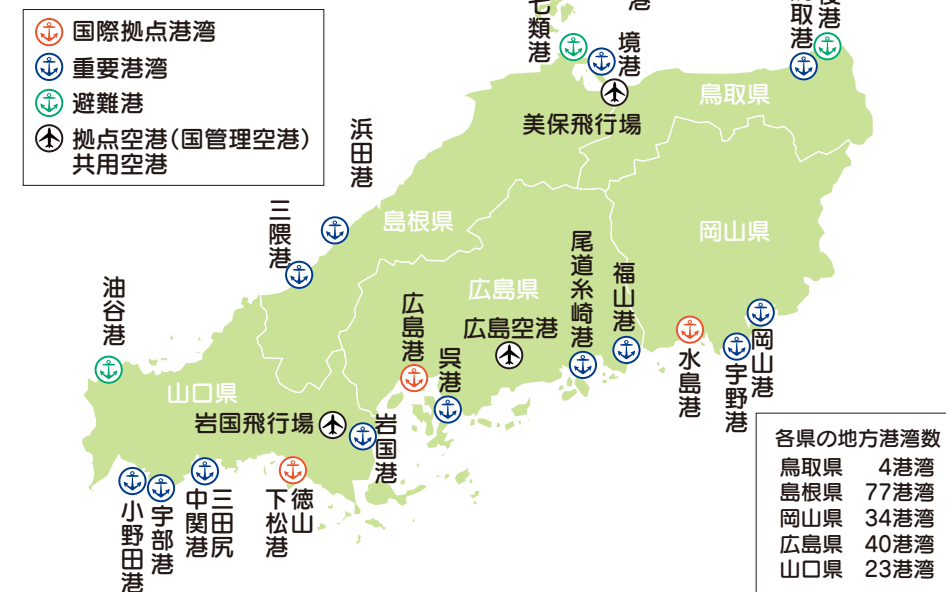 国際拠点港湾
重要港湾
避難港
拠点空港(国管理空港)
共用空港
七類港
港
境港
美保飛行場
鳥取県
取港
港
浜田港
島根県
三隅港
岡山県
油谷港
広島県
広島港
広島空港
尾道糸崎港
福山港
呉港
水島港
宇野港
岡山港
山口県
岩国飛行場
岩国港
小野田港
宇部港
三田尻
中関港
徳山
下松港
各県の地方港湾数
鳥取県 4港湾
島根県 77港湾
岡山県 34港湾
広島県 40港湾
山口県 23港湾